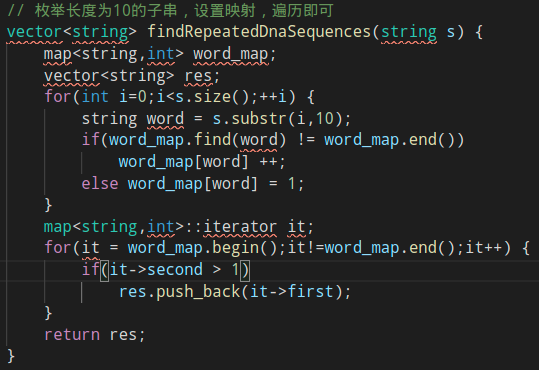 // 枚举长度为10的子串，设置映射，遍历即可
vector<string> findRepeatedDnaSequences(string s) {
    map<string,int> word_map;
    vector<string> res;
    for(int i=0;i<s.size();++i) {
        string word = s.substr(i,10);
        if(word_map.find(word) != word_map.end())
            word_map[word] ++;
        else word_map[word] = 1;
    }
    map<string,int>::iterator it;
    for(it = word_map.begin();it!=word_map.end();it++) {
        if(it->second > 1)
            res.push_back(it->first);
    }
    return res;
}